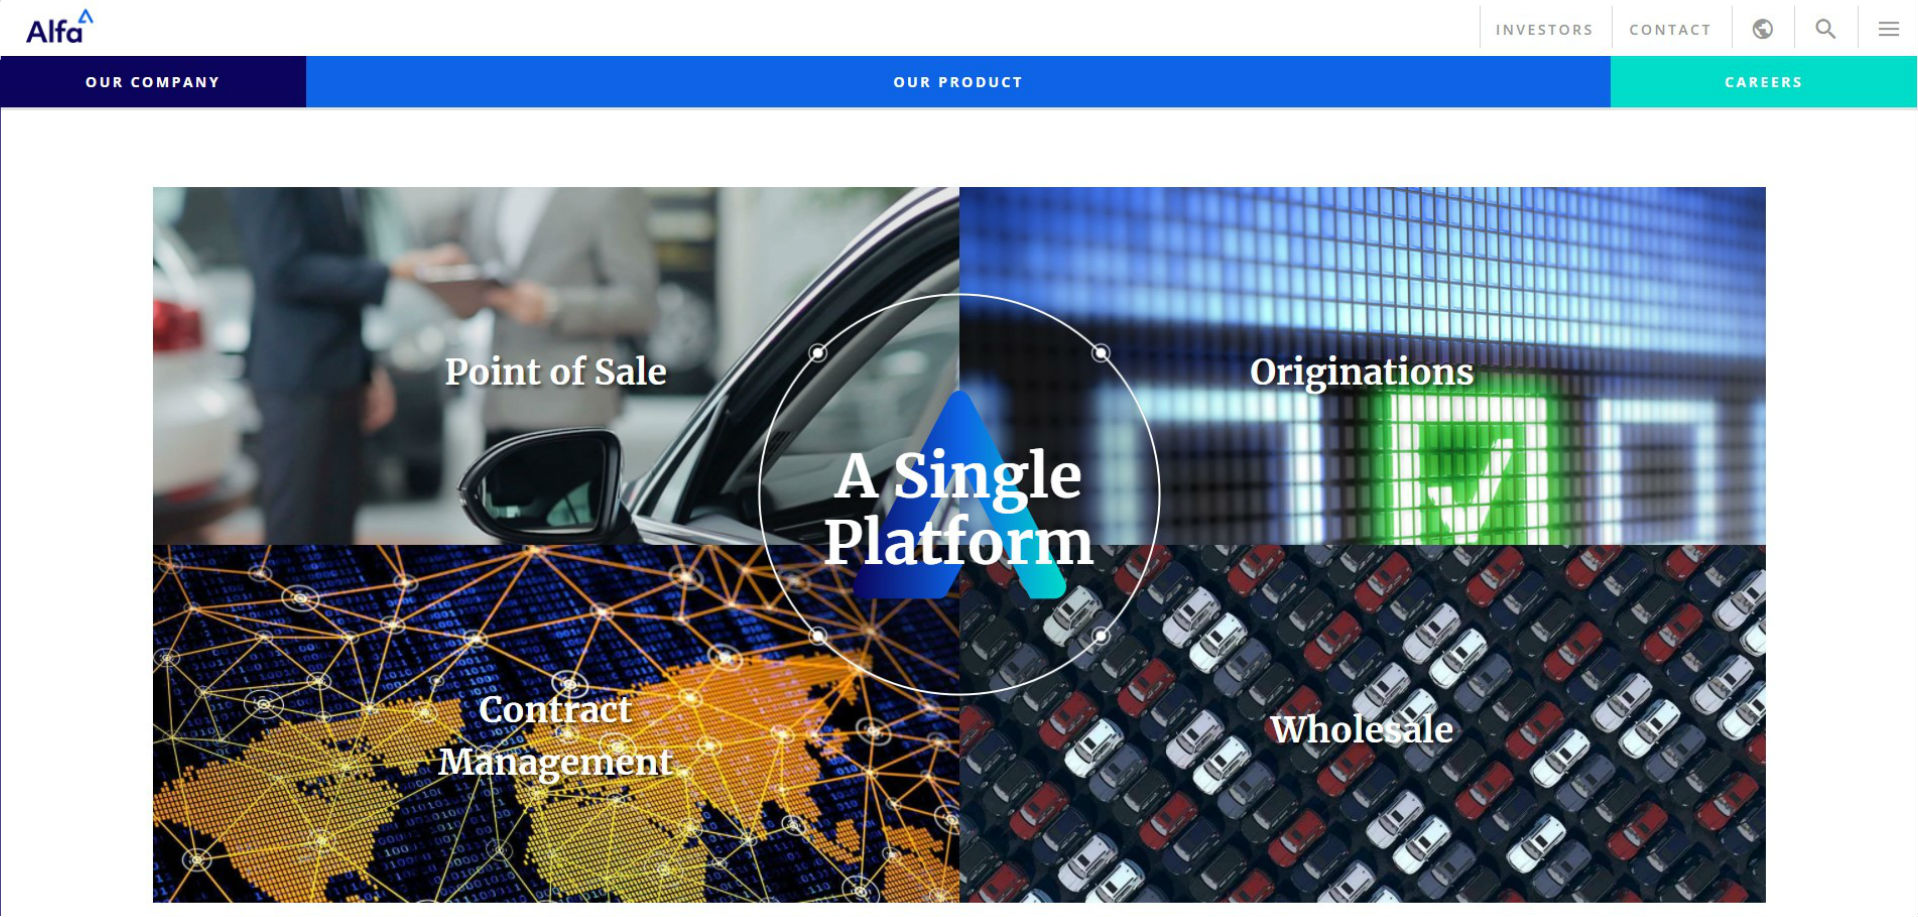 Alfa
INVESTORS
CONTACT
OUR COMPANY
OUR PRODUCT
CAREERS
Point of Sale
Originations
A Single
Platform
Contract
Management
Wholesale